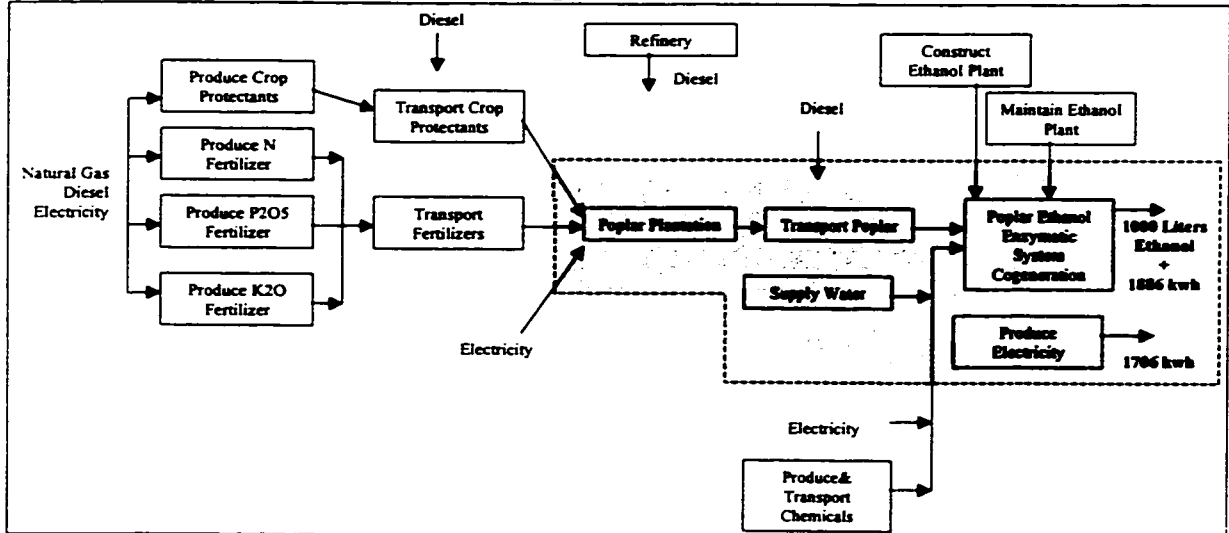 Diesel
Refinery
Diesel
Construct
Ethanol Plant
Produce Crop
Protectants
Transport Crop
Protectants
Diesel
Maintain Ethanol
Plant
Produce N
Fertilizer
Natural Gas
Diesel
Electricity
Produce P2O5
Fertilizer
Transport
Fertilizers
Poplar Plantation
Transport Poplar
Poplar Ethanol
Enzymatic
System
Cogeneration
1000 Liters
Ethanol
+
1886 kwh
Produce K2O
Fertilizer
Supply Water
Electricity
Produce
Electricity
1706 kwh
Electricity
Produce&
Transport
Chemicals